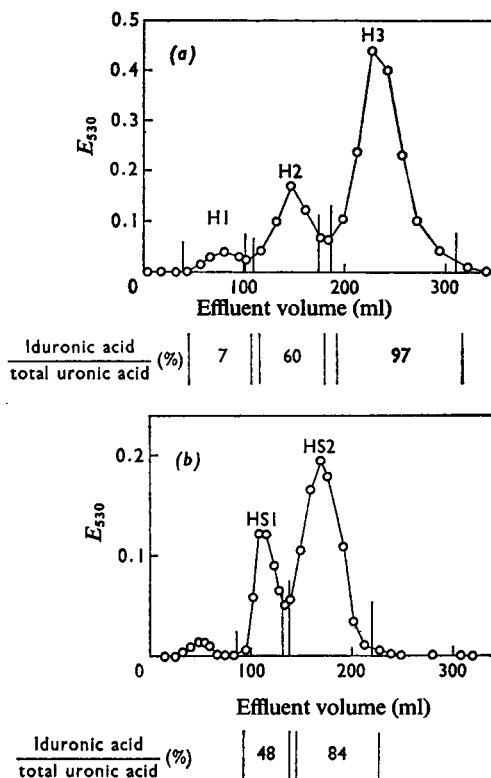 (a)
H3
H2
H1
E530
0.5
0.4
0.3
0.2
0.1
0
0
100
200
300
Effluent volume (ml)
Iduronic acid
total uronic acid
(%)
7
60
97
(b)
HS2
HS1
E530
0.2
0.1
0
100
200
300
Effluent volume (ml)
Iduronic acid
total uronic acid
(%)
48
84